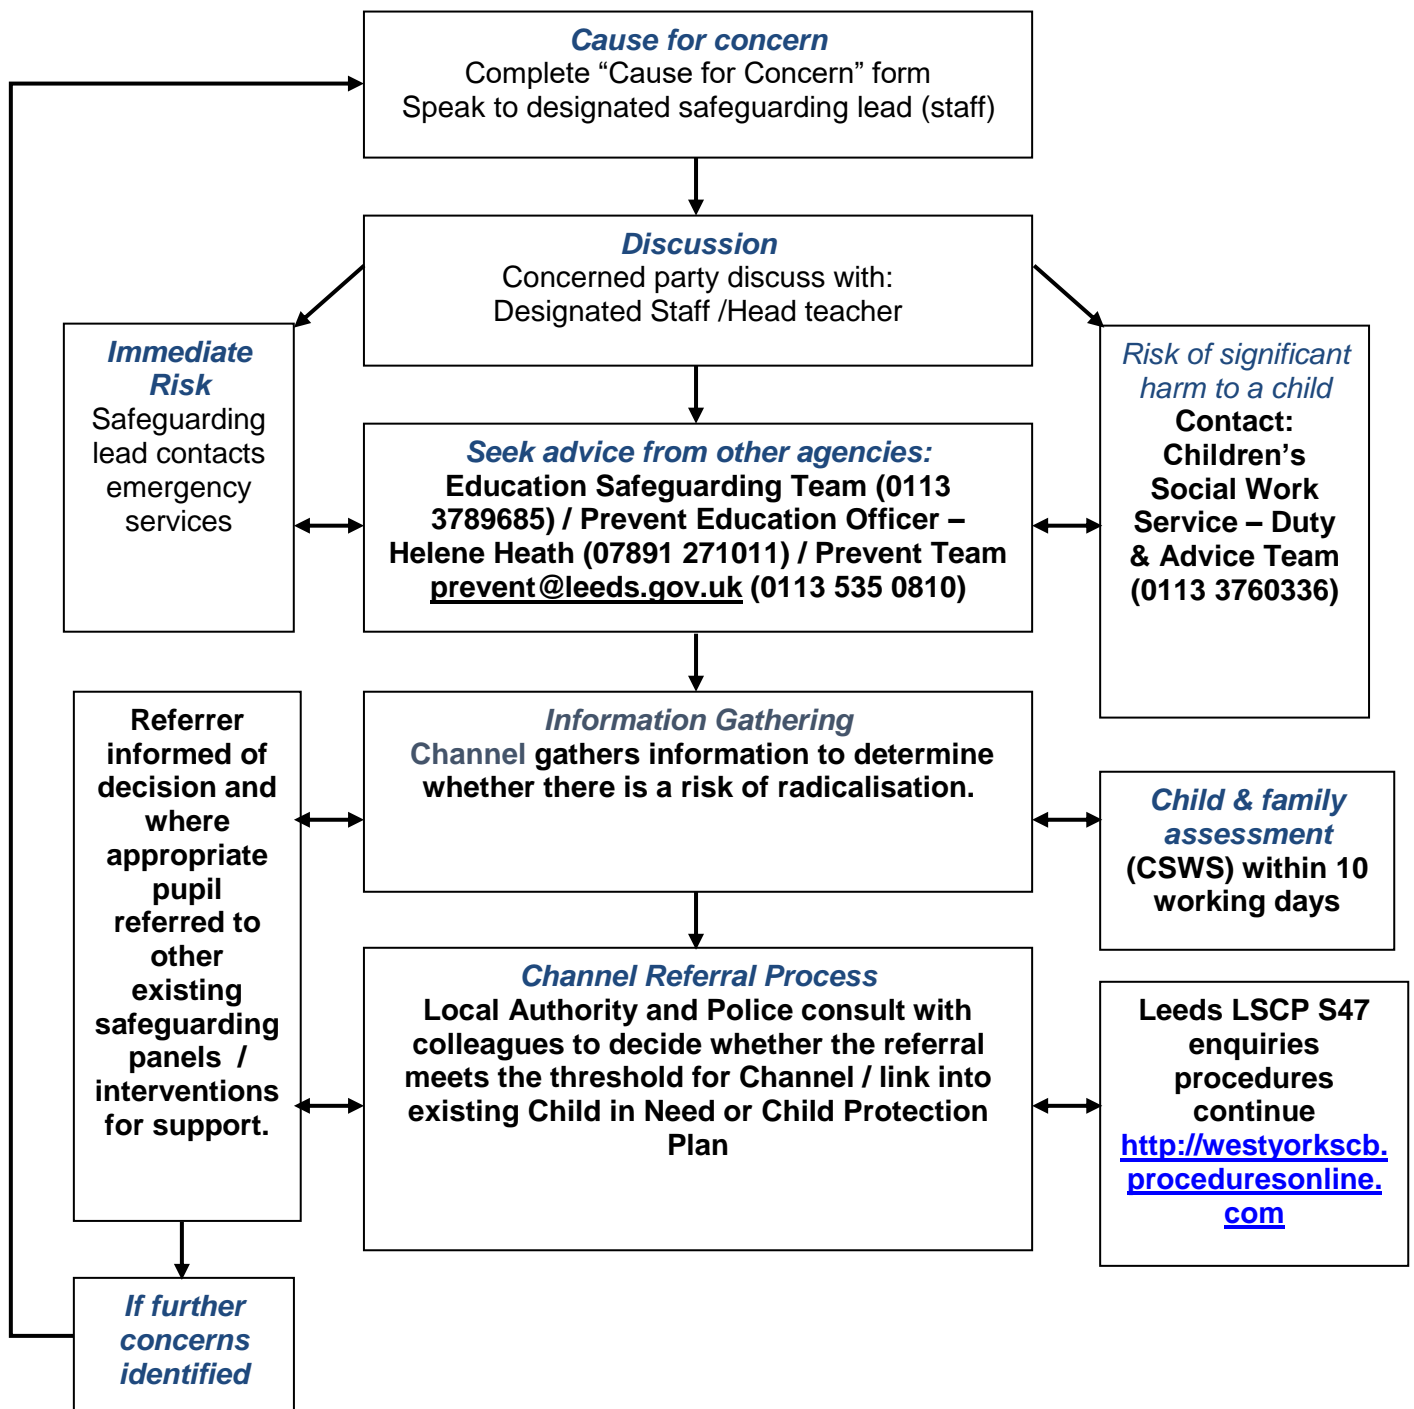 Cause for concern
Complete “Cause for Concern” form
Speak to designated safeguarding lead (staff)
Discussion
Concerned party discuss with:
Designated Staff /Head teacher
Immediate
Risk
Safeguarding
lead contacts
emergency
services
Seek advice from other agencies:
Education Safeguarding Team (0113
3789685) / Prevent Education Officer –
Helene Heath (07891 271011) / Prevent Team
prevent@leeds.gov.uk (0113 535 0810)
Risk of significant
harm to a child
Contact:
Children’s
Social Work
Service – Duty
& Advice Team
(0113 3760336)
Referrer
informed of
decision and
where
appropriate
pupil
referred to
other
existing
safeguarding
panels /
interventions
for support.
Information Gathering
Channel gathers information to determine
whether there is a risk of radicalisation.
Child & family
assessment
(CSWS) within 10
working days
Channel Referral Process
Local Authority and Police consult with
colleagues to decide whether the referral
meets the threshold for Channel / link into
existing Child in Need or Child Protection
Plan
Leeds LSCP S47
enquiries
procedures
continue
http://westyorkscb.
proceduresonline.
com
If further
concerns
identified